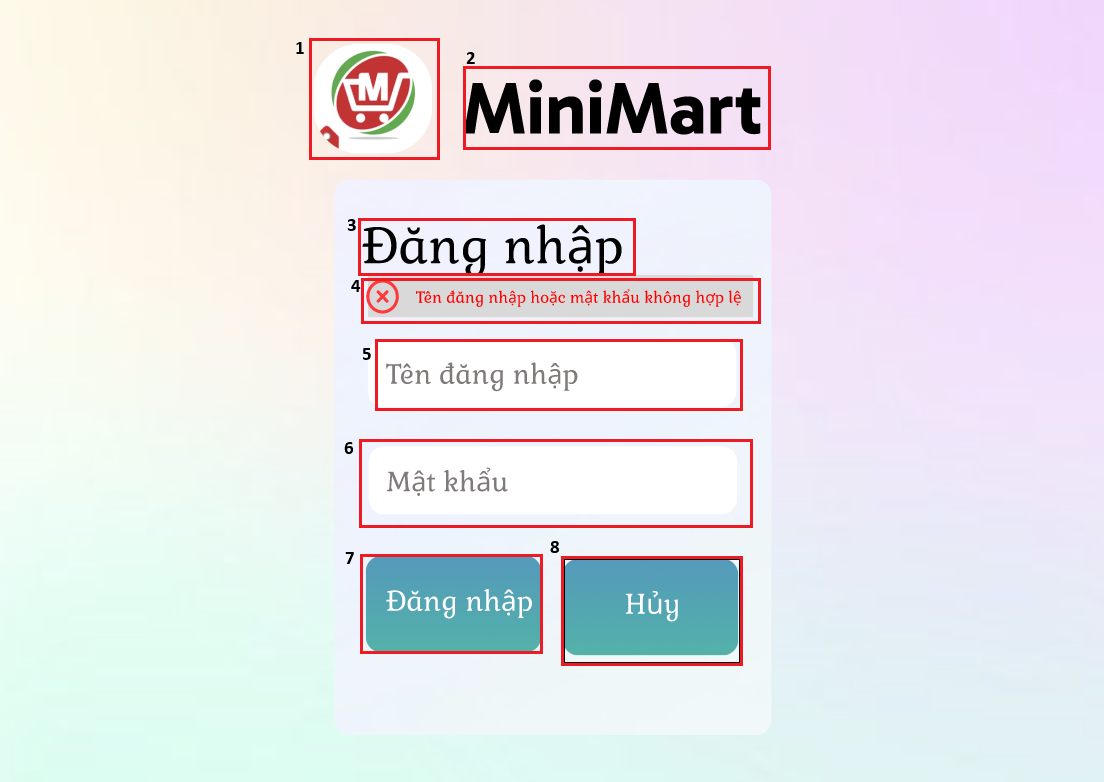 1
M
2
MiniMart
3
Đăng nhập
4
Tên đăng nhập hoặc mật khẩu không hợp lệ
5
Tên đăng nhập
6
Mật khẩu
7
Đăng nhập
8
Hủy